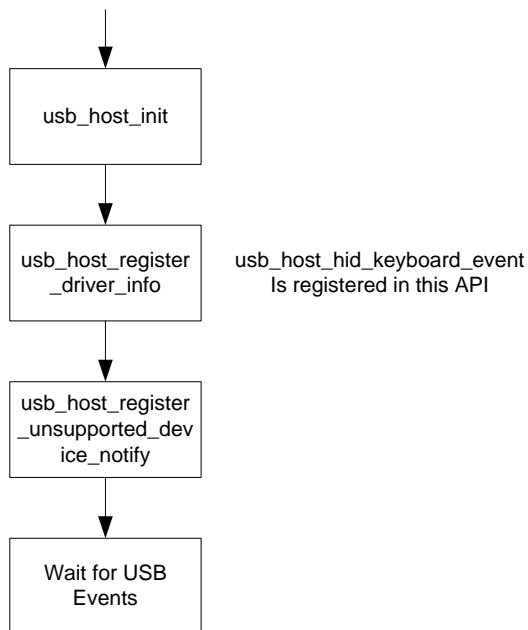 usb_host_init
usb_host_register
_driver_info
usb_host_hid_keyboard_event
Is registered in this API
usb_host_register
_unsupported_dev
ice_notify
Wait for USB
Events